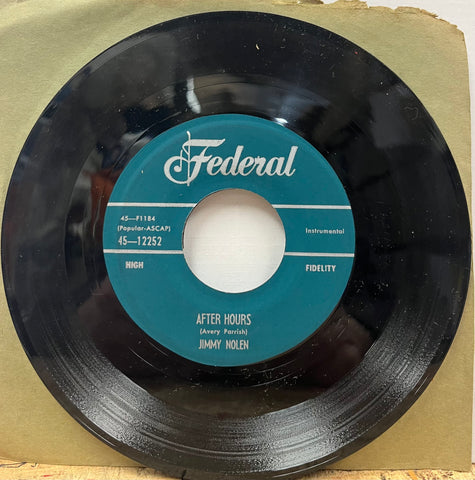 Federal
45—F1184
(Popular-ASCAP)
45—12252
Instrumental
HIGH
FIDELITY
AFTER HOURS
(Avery Parrish)
JIMMY NOLEN